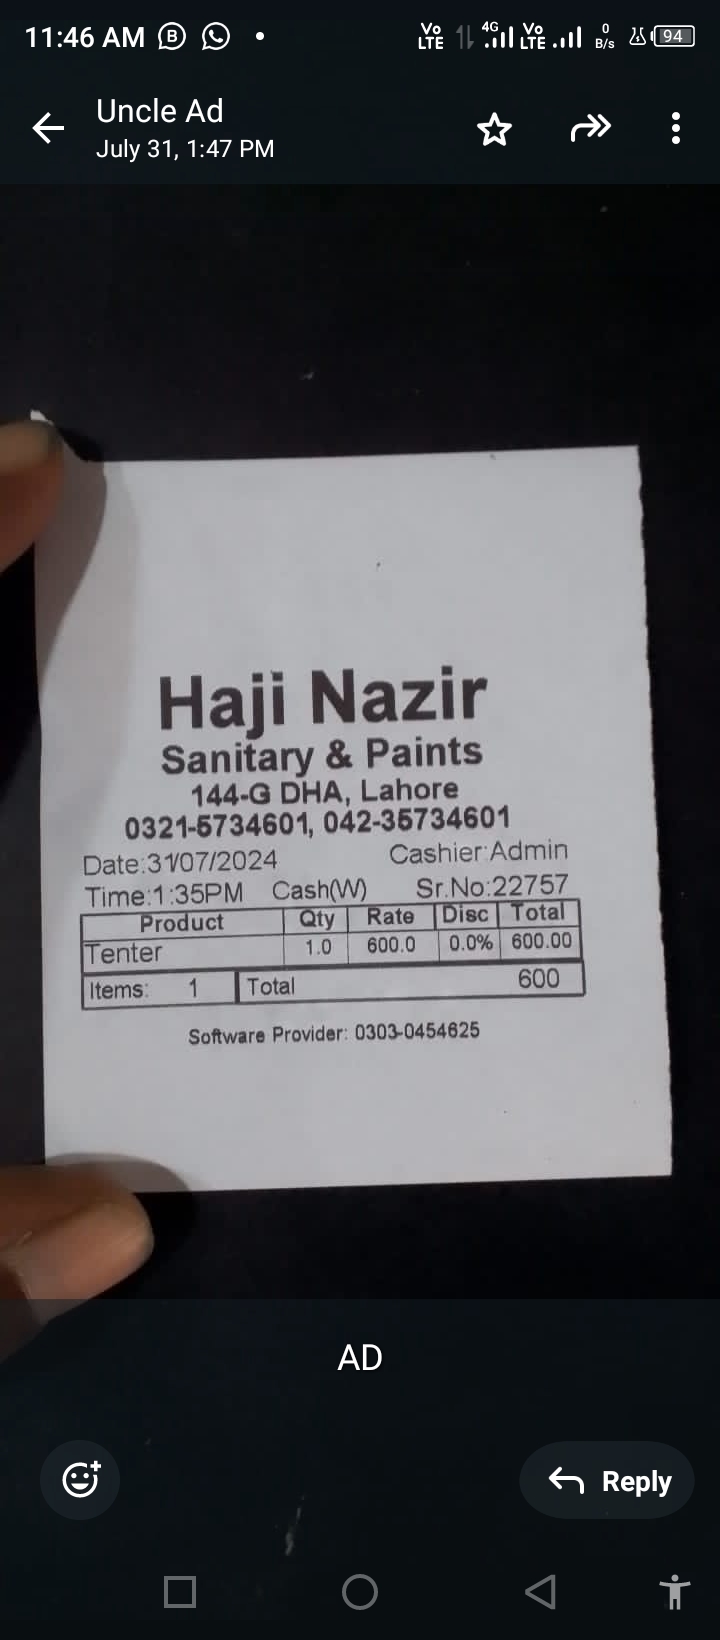 11:46 AM
Vo LTE 4G Vo LTE 0 B/s 94
Uncle Ad
July 31, 1:47 PM
Haji Nazir
Sanitary & Paints
144-G DHA, Lahore
0321-5734601, 042-35734601
Date:31/07/2024 Cashier:Admin
Time:1:35PM Cash(W) Sr.No:22757
Product Qty Rate Disc Total
Tenter 1.0 600.0 0.0% 600.00
Items: 1 Total 600
Software Provider: 0303-0454625
AD
Reply